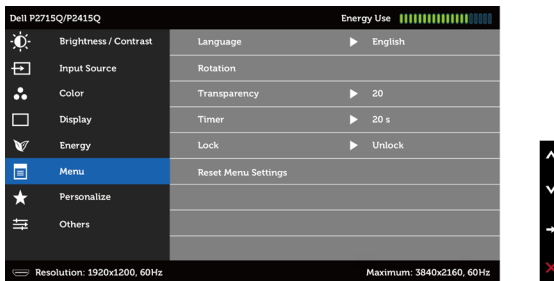 Dell P2715Q/P2415Q Energy Use
Brightness / Contrast Language English
Input Source Rotation
Color Transparency 20
Display Timer 20 s
Energy Lock Unlock
Menu Reset Menu Settings
Personalize
Others
Resolution: 1920x1200, 60Hz Maximum: 3840x2160, 60Hz